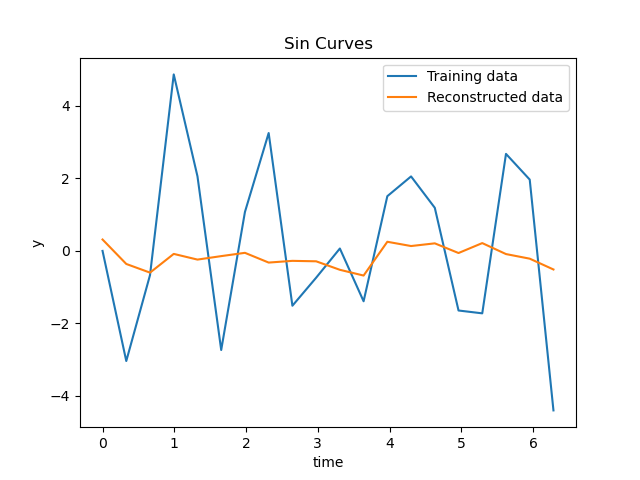 Sin Curves
Training data
Reconstructed data
y
4
2
0
−2
−4
0 1 2 3 4 5 6
time